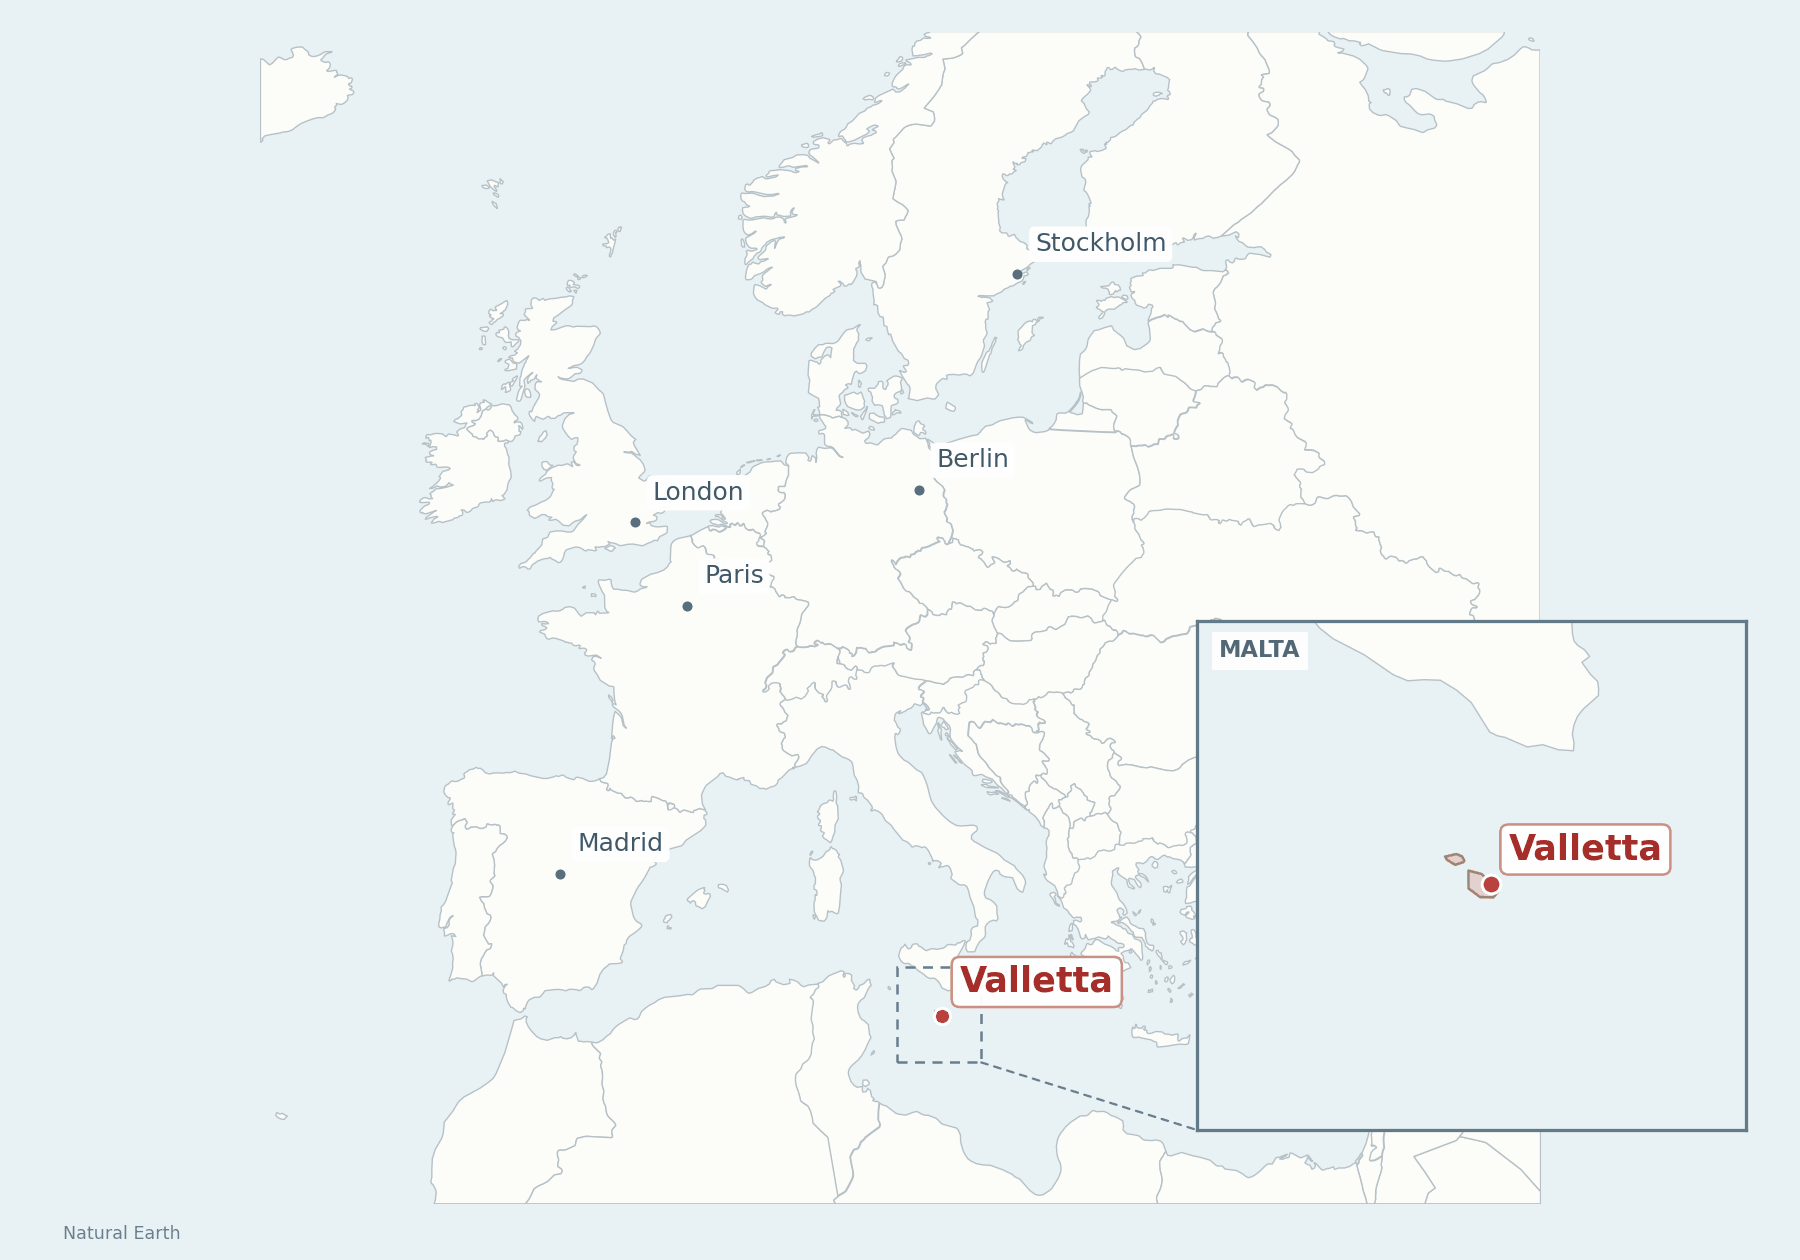 Stockholm
Berlin
London
Paris
MALTA
Madrid
Valletta
Valletta
Natural Earth